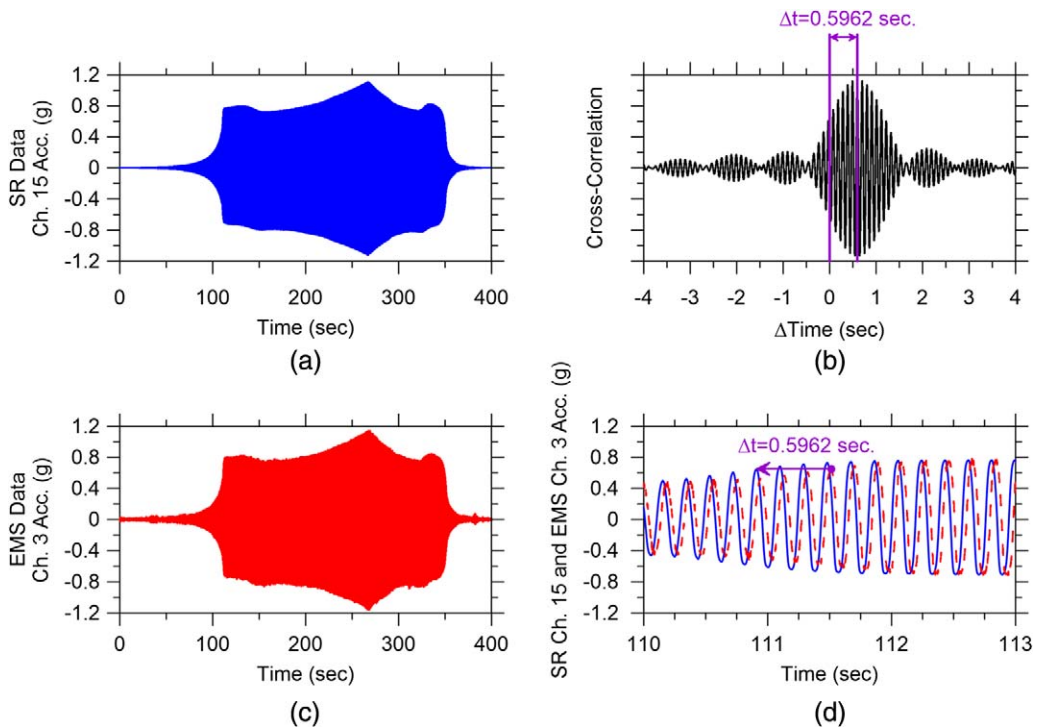 SR Data
Ch. 15 Acc. (g)
1.2
0.8
0.4
0
-0.4
-0.8
-1.2
0 100 200 300 400
Time (sec)
(a)
Δt=0.5962 sec.
Cross-Correlation
-4 -3 -2 -1 0 1 2 3 4
ΔTime (sec)
(b)
EMS Data
Ch. 3 Acc. (g)
1.2
0.8
0.4
0
-0.4
-0.8
-1.2
0 100 200 300 400
Time (sec)
(c)
SR Ch. 15 and EMS Ch. 3 Acc. (g)
1.2
0.8
0.4
0
-0.4
-0.8
-1.2
Δt=0.5962 sec.
110 111 112 113
Time (sec)
(d)